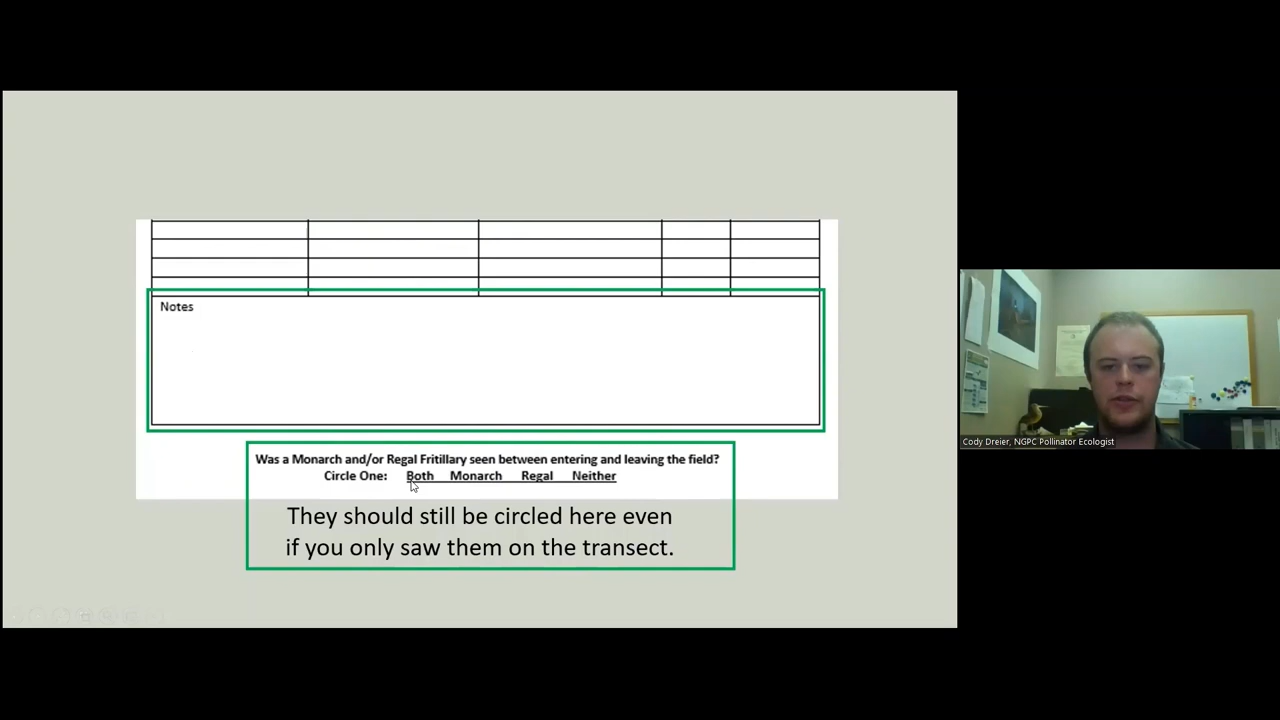 Notes
Was a Monarch and/or Regal Fritillary seen between entering and leaving the field?
Circle One: Both Monarch Regal Neither
They should still be circled here even
if you only saw them on the transect.
Cody Dreier, NGPC Pollinator Ecologist